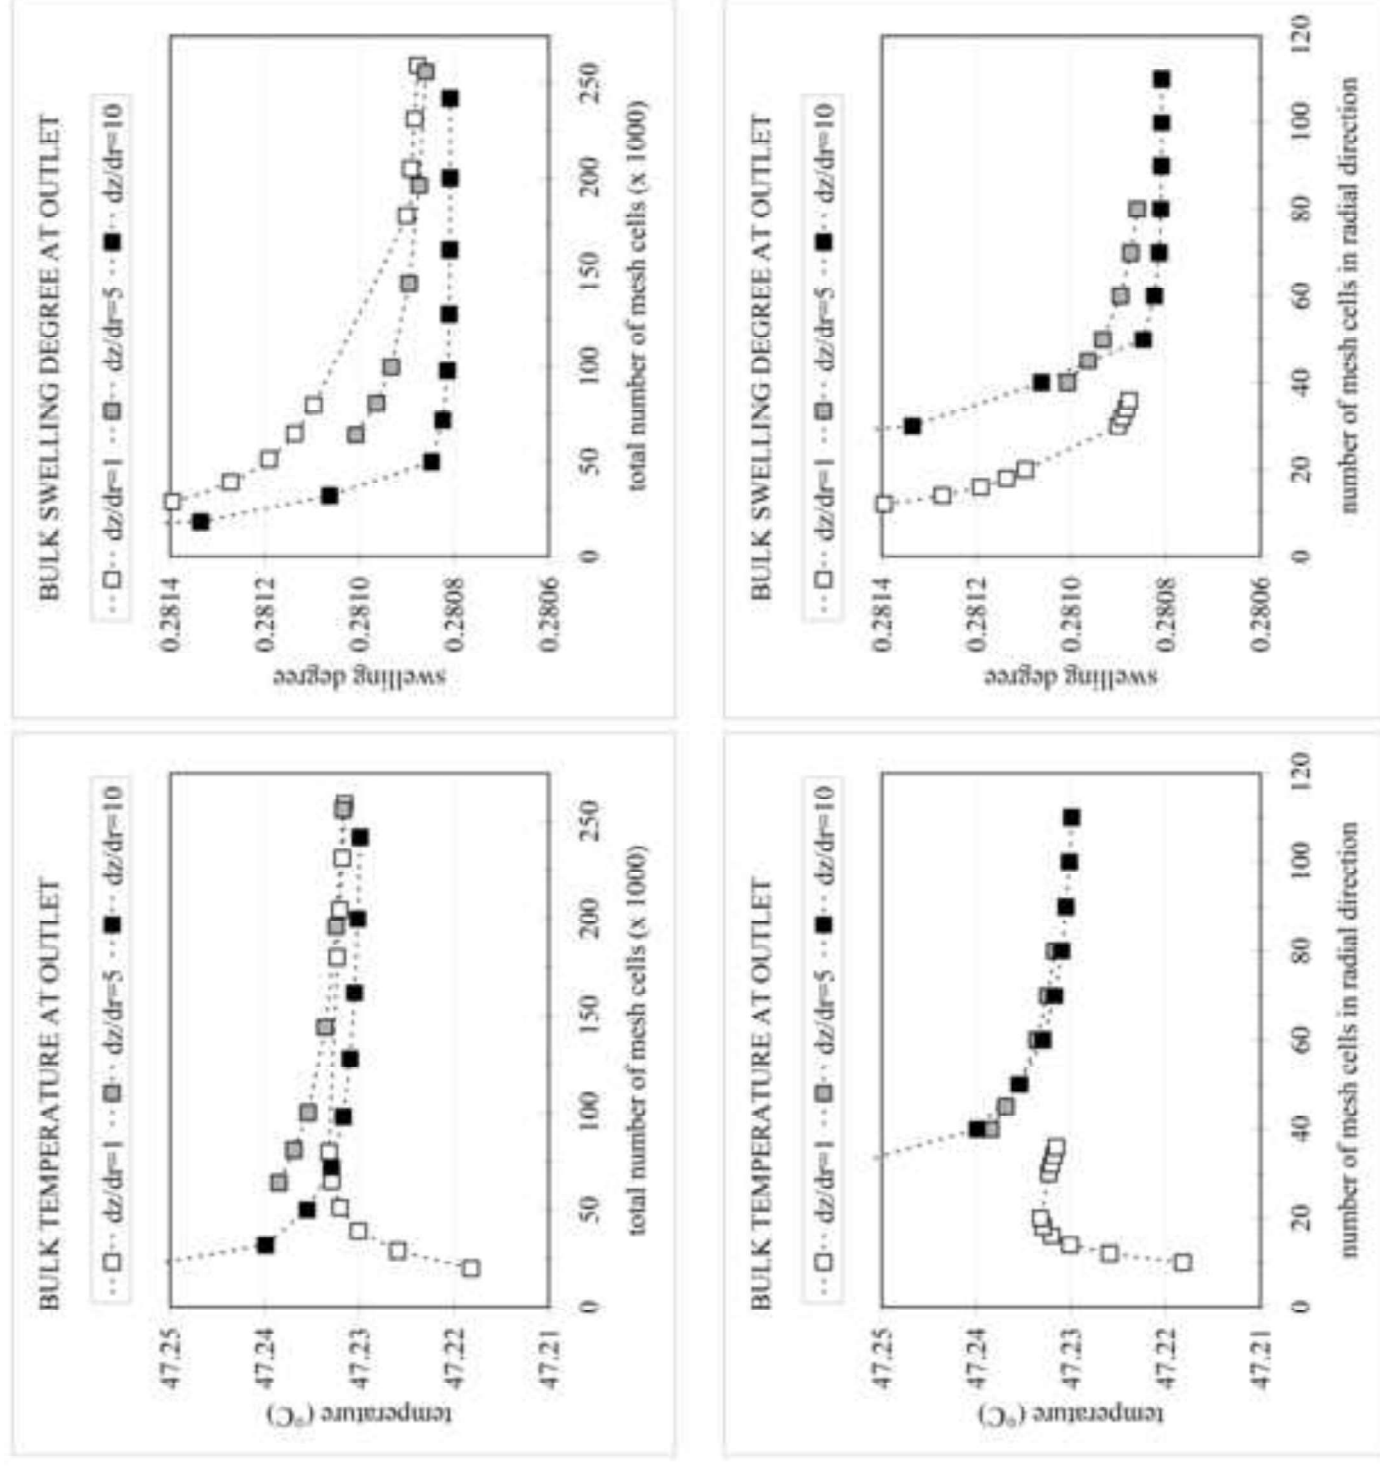 BULK TEMPERATURE AT OUTLET
dz/dr=1 dz/dr=5 dz/dr=10
temperature (°C)
47.25
47.24
47.23
47.22
47.21
0 50 100 150 200 250
total number of mesh cells (x 1000)
BULK SWELLING DEGREE AT OUTLET
dz/dr=1 dz/dr=5 dz/dr=10
swelling degree
0.2814
0.2812
0.2810
0.2808
0.2806
0 50 100 150 200 250
total number of mesh cells (x 1000)
BULK TEMPERATURE AT OUTLET
dz/dr=1 dz/dr=5 dz/dr=10
temperature (°C)
47.25
47.24
47.23
47.22
47.21
0 20 40 60 80 100 120
number of mesh cells in radial direction
BULK SWELLING DEGREE AT OUTLET
dz/dr=1 dz/dr=5 dz/dr=10
swelling degree
0.2814
0.2812
0.2810
0.2808
0.2806
0 20 40 60 80 100 120
number of mesh cells in radial direction